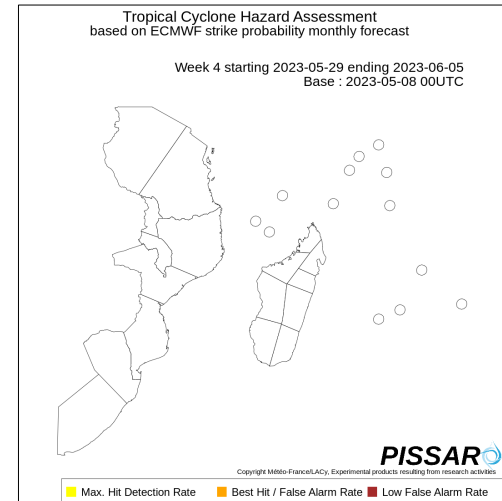 Tropical Cyclone Hazard Assessment
based on ECMWF strike probability monthly forecast
Week 4 starting 2023-05-29 ending 2023-06-05
Base : 2023-05-08 00UTC
PISSARO
Copyright Météo-France/LACy, Experimental products resulting from research activities
Max. Hit Detection Rate
Best Hit / False Alarm Rate
Low False Alarm Rate